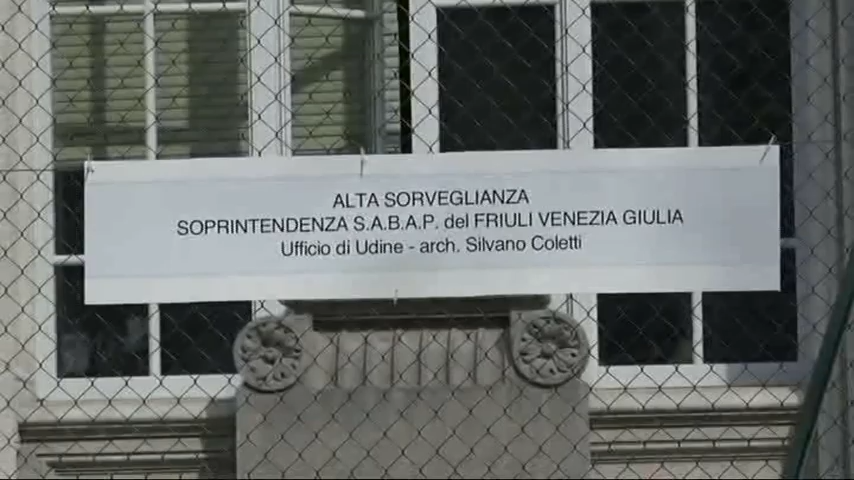 ALTA SORVEGLIANZA
SOPRINTENDENZA S.A.B.A.P. del FRIULI VENEZIA GIULIA
Ufficio di Udine - arch. Silvano Coletti